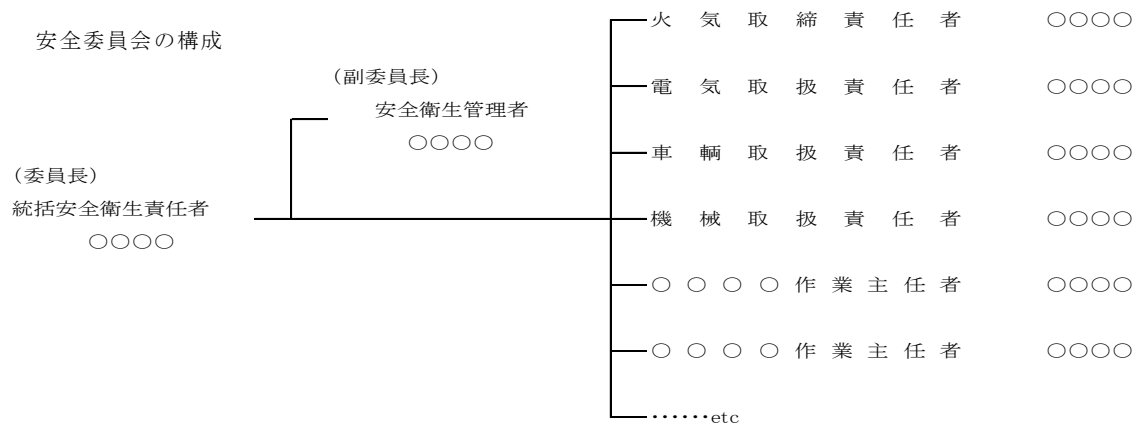 安全委員会の構成
(副委員長)
安全衛生管理者
○○○○
(委員長)
統括安全衛生責任者
○○○○
火気取締責任者 ○○○○
電気取扱責任者 ○○○○
車輌取扱責任者 ○○○○
機械取扱責任者 ○○○○
○○○○作業主任者 ○○○○
○○○○作業主任者 ○○○○
……etc